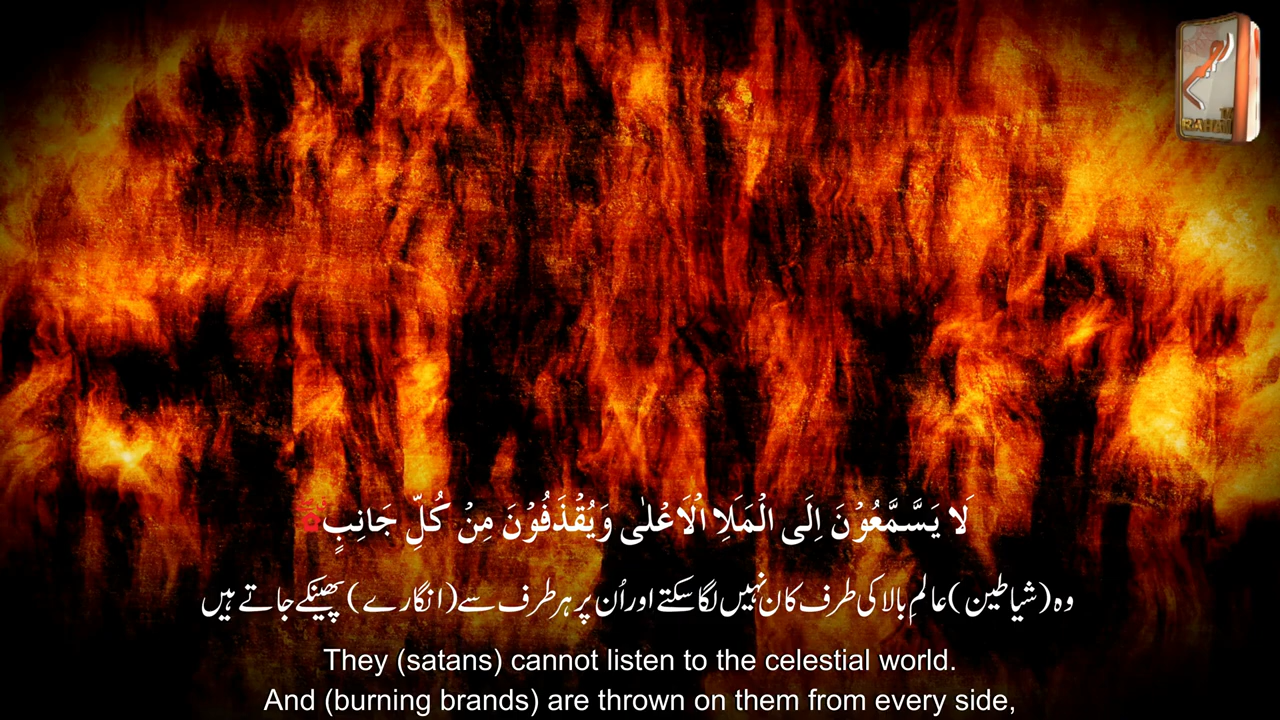 RAHA
لَا یَسَّمَّعُوْنَ اِلَی الْمَلَاِ الْاَعْلٰی وَیُقْذَفُوْنَ مِنْ کُلِّ جَانِبٍ
وہ (شیاطین) عالمِ بالا کی طرف کان نہیں لگا سکتے اور اُن پر ہر طرف سے (انگارے) پھینکے جاتے ہیں
They (satans) cannot listen to the celestial world.
And (burning brands) are thrown on them from every side,